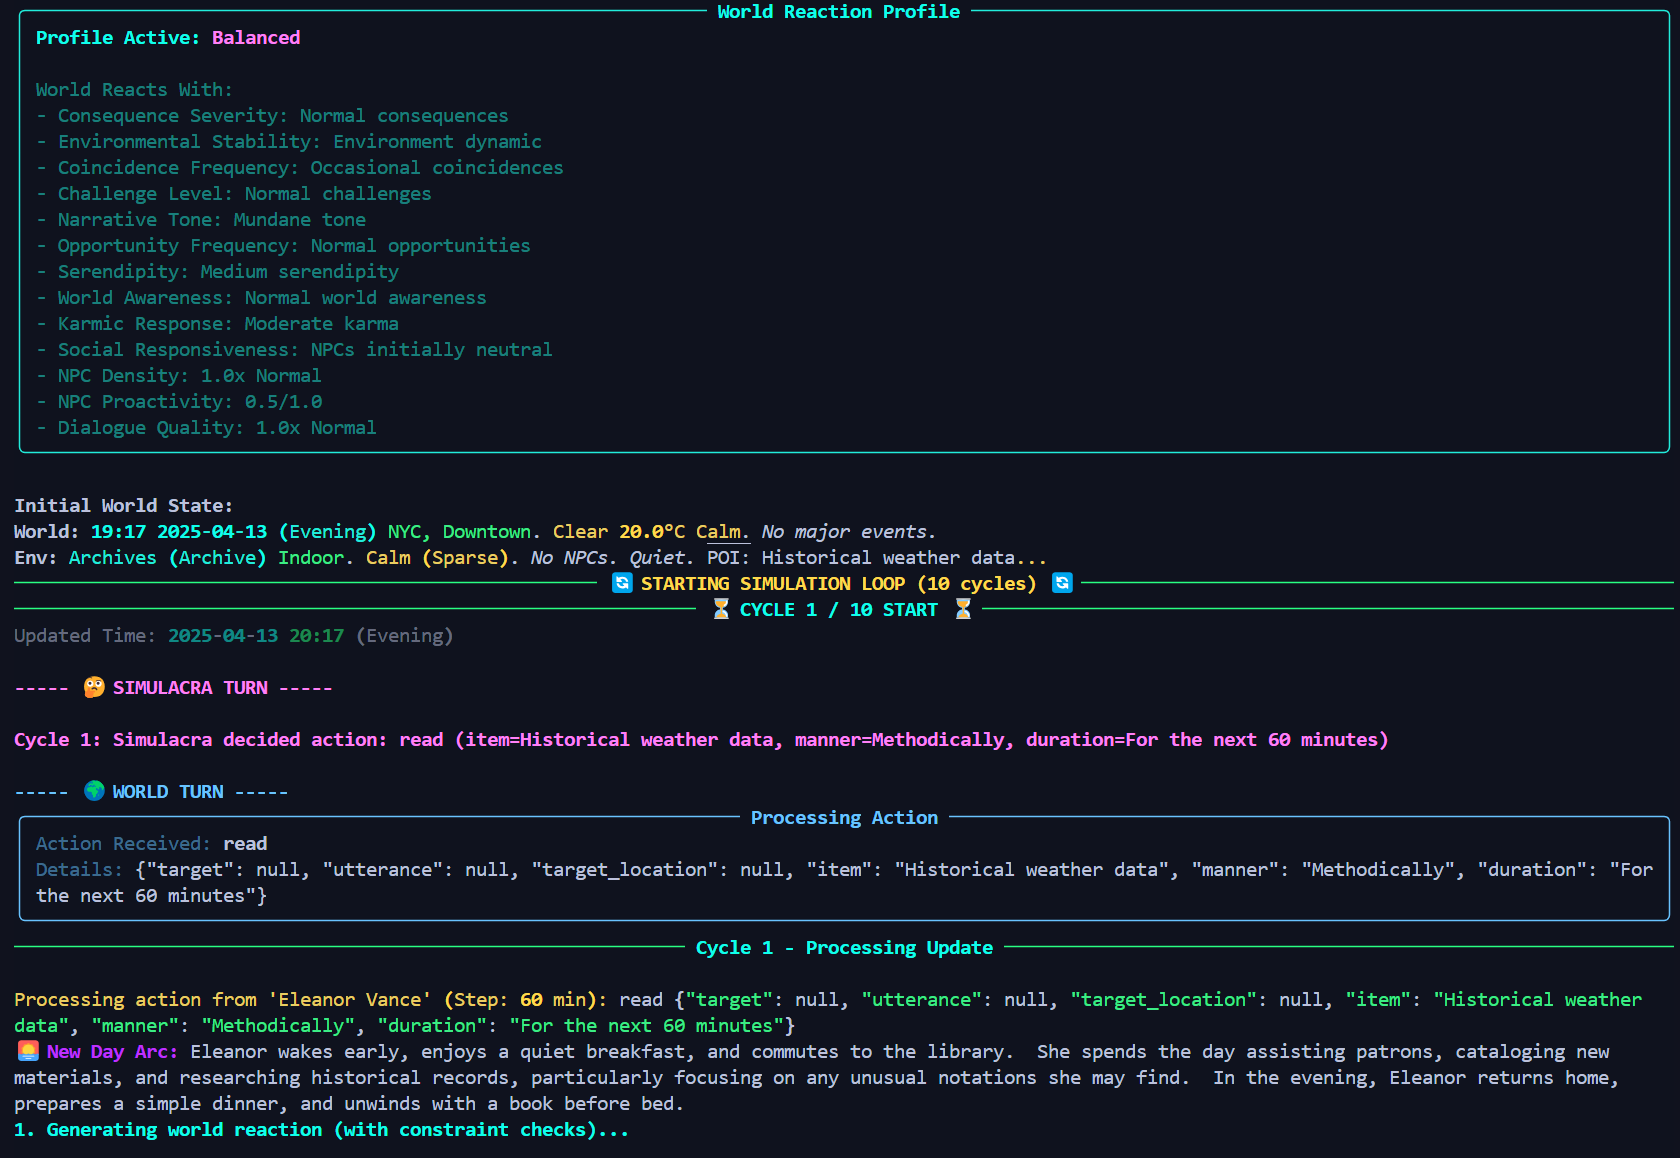 World Reaction Profile
Profile Active: Balanced
World Reacts With:
- Consequence Severity: Normal consequences
- Environmental Stability: Environment dynamic
- Coincidence Frequency: Occasional coincidences
- Challenge Level: Normal challenges
- Narrative Tone: Mundane tone
- Opportunity Frequency: Normal opportunities
- Serendipity: Medium serendipity
- World Awareness: Normal world awareness
- Karmic Response: Moderate karma
- Social Responsiveness: NPCs initially neutral
- NPC Density: 1.0x Normal
- NPC Proactivity: 0.5/1.0
- Dialogue Quality: 1.0x Normal
Initial World State:
World: 19:17 2025-04-13 (Evening) NYC, Downtown. Clear 20.0°C Calm. No major events.
Env: Archives (Archive) Indoor. Calm (Sparse). No NPCs. Quiet. POI: Historical weather data...
🔄 STARTING SIMULATION LOOP (10 cycles) 🔄
⏳ CYCLE 1 / 10 START ⏳
Updated Time: 2025-04-13 20:17 (Evening)
----- 🤔 SIMULACRA TURN -----
Cycle 1: Simulacra decided action: read (item=Historical weather data, manner=Methodically, duration=For the next 60 minutes)
----- 🌍 WORLD TURN -----
Processing Action
Action Received: read
Details: {"target": null, "utterance": null, "target_location": null, "item": "Historical weather data", "manner": "Methodically", "duration": "For
the next 60 minutes"}
Cycle 1 - Processing Update
Processing action from 'Eleanor Vance' (Step: 60 min): read {"target": null, "utterance": null, "target_location": null, "item": "Historical weather
data", "manner": "Methodically", "duration": "For the next 60 minutes"}
🌅 New Day Arc: Eleanor wakes early, enjoys a quiet breakfast, and commutes to the library.  She spends the day assisting patrons, cataloging new
materials, and researching historical records, particularly focusing on any unusual notations she may find.  In the evening, Eleanor returns home,
prepares a simple dinner, and unwinds with a book before bed.
1. Generating world reaction (with constraint checks)...